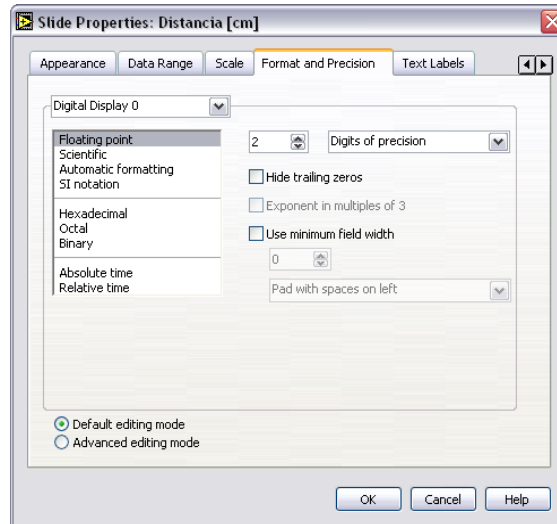 Slide Properties: Distancia [cm]
Appearance Data Range Scale Format and Precision Text Labels
Digital Display 0
Floating point
Scientific
Automatic formatting
SI notation
Hexadecimal
Octal
Binary
Absolute time
Relative time
2 Digits of precision
Hide trailing zeros
Exponent in multiples of 3
Use minimum field width
0
Pad with spaces on left
Default editing mode
Advanced editing mode
OK Cancel Help